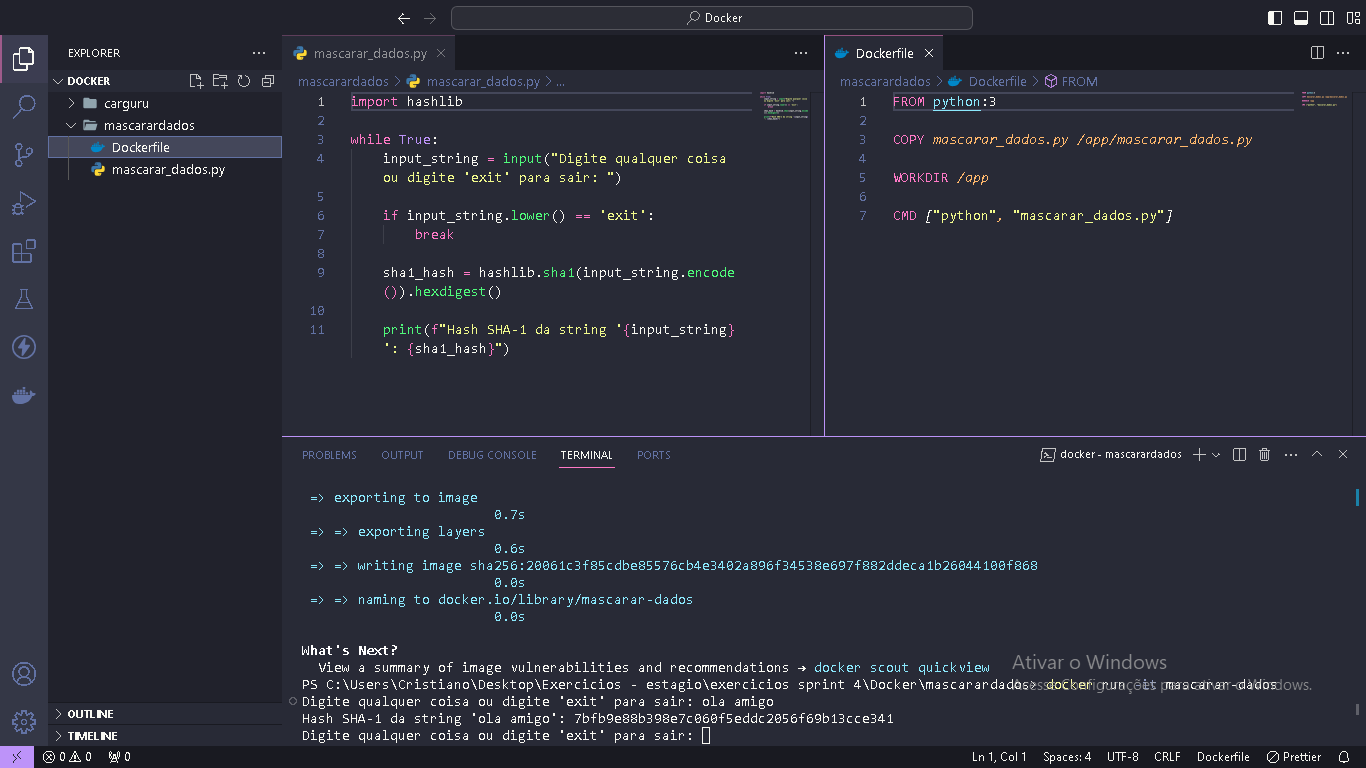 Docker
EXPLORER
DOCKER
carguru
mascarardados
Dockerfile
mascarar_dados.py
OUTLINE
TIMELINE
mascarar_dados.py
mascarardados > mascarar_dados.py > ...
1 import hashlib
2
3 while True:
4 input_string = input("Digite qualquer coisa
ou digite 'exit' para sair: ")
5
6 if input_string.lower() == 'exit':
7 break
8
9 sha1_hash = hashlib.sha1(input_string.encode
()).hexdigest()
10
11 print(f"Hash SHA-1 da string '{input_string}
': {sha1_hash}")
Dockerfile
mascarardados > Dockerfile > FROM
1 FROM python:3
2
3 COPY mascarar_dados.py /app/mascarar_dados.py
4
5 WORKDIR /app
6
7 CMD ["python", "mascarar_dados.py"]
PROBLEMS OUTPUT DEBUG CONSOLE TERMINAL PORTS
docker - mascarardados
=> exporting to image
0.7s
=> => exporting layers
0.6s
=> => writing image sha256:20061c3f85cdbe85576cb4e3402a896f34538e697f882ddeca1b26044100f868
0.0s
=> => naming to docker.io/library/mascarar-dados
0.0s
What's Next?
View a summary of image vulnerabilities and recommendations → docker scout quickview
PS C:\Users\Cristiano\Desktop\Exercicios - estagio\exercicios sprint 4\Docker\mascarardados> docker run -it mascarar-dados
Digite qualquer coisa ou digite 'exit' para sair: ola amigo
Hash SHA-1 da string 'ola amigo': 7bfb9e88b398e7c060f5eddc2056f69b13cce341
Digite qualquer coisa ou digite 'exit' para sair:
Ativar o Windows
Acesse Configurações para ativar o Windows.
0 0 0
Ln 1, Col 1 Spaces: 4 UTF-8 CRLF Dockerfile Prettier